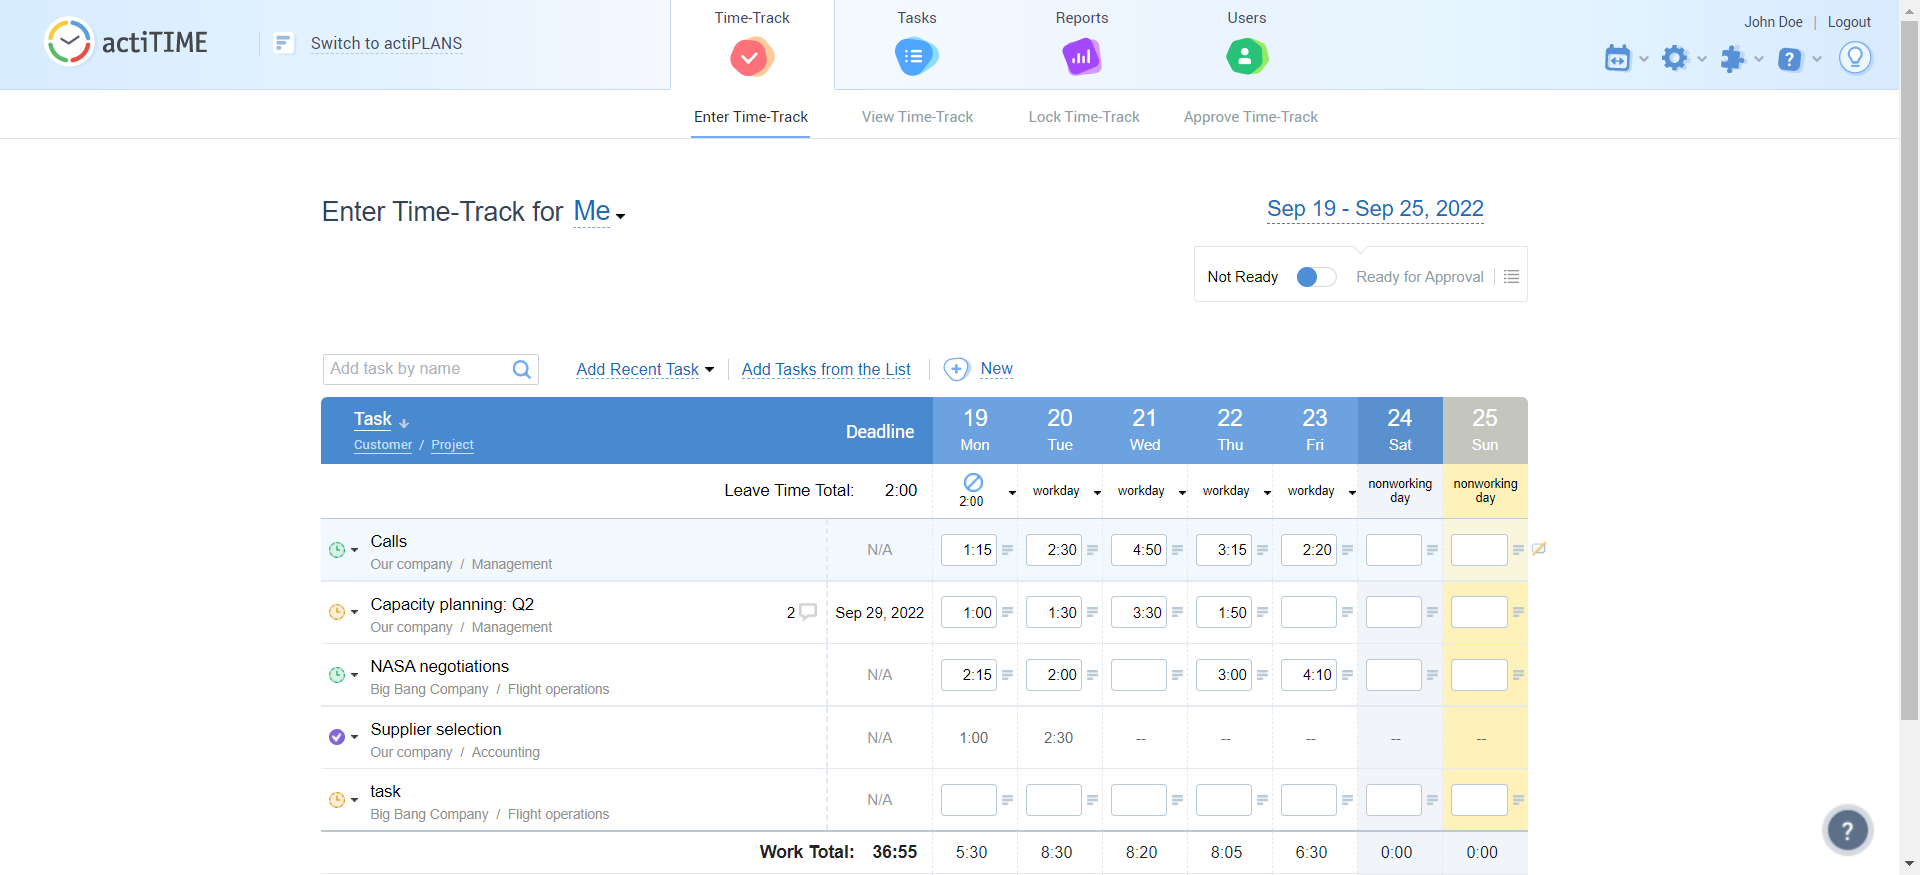 actiTIME
Switch to actiPLANS
Time-Track
Tasks
Reports
Users
John Doe | Logout
Enter Time-Track
View Time-Track
Lock Time-Track
Approve Time-Track
Enter Time-Track for Me
Sep 19 - Sep 25, 2022
Not Ready
Ready for Approval
Add task by name
Add Recent Task
Add Tasks from the List
New
Task
Customer / Project
Deadline
19 Mon
20 Tue
21 Wed
22 Thu
23 Fri
24 Sat
25 Sun
Leave Time Total: 2:00
2:00
workday
workday
workday
workday
nonworking day
nonworking day
Calls
Our company / Management
N/A 1:15 2:30 4:50 3:15 2:20
Capacity planning: Q2
Our company / Management
2 Sep 29, 2022 1:00 1:30 3:30 1:50
NASA negotiations
Big Bang Company / Flight operations
N/A 2:15 2:00 3:00 4:10
Supplier selection
Our company / Accounting
N/A 1:00 2:30 -- -- -- -- --
task
Big Bang Company / Flight operations
N/A
Work Total: 36:55 5:30 8:30 8:20 8:05 6:30 0:00 0:00
?